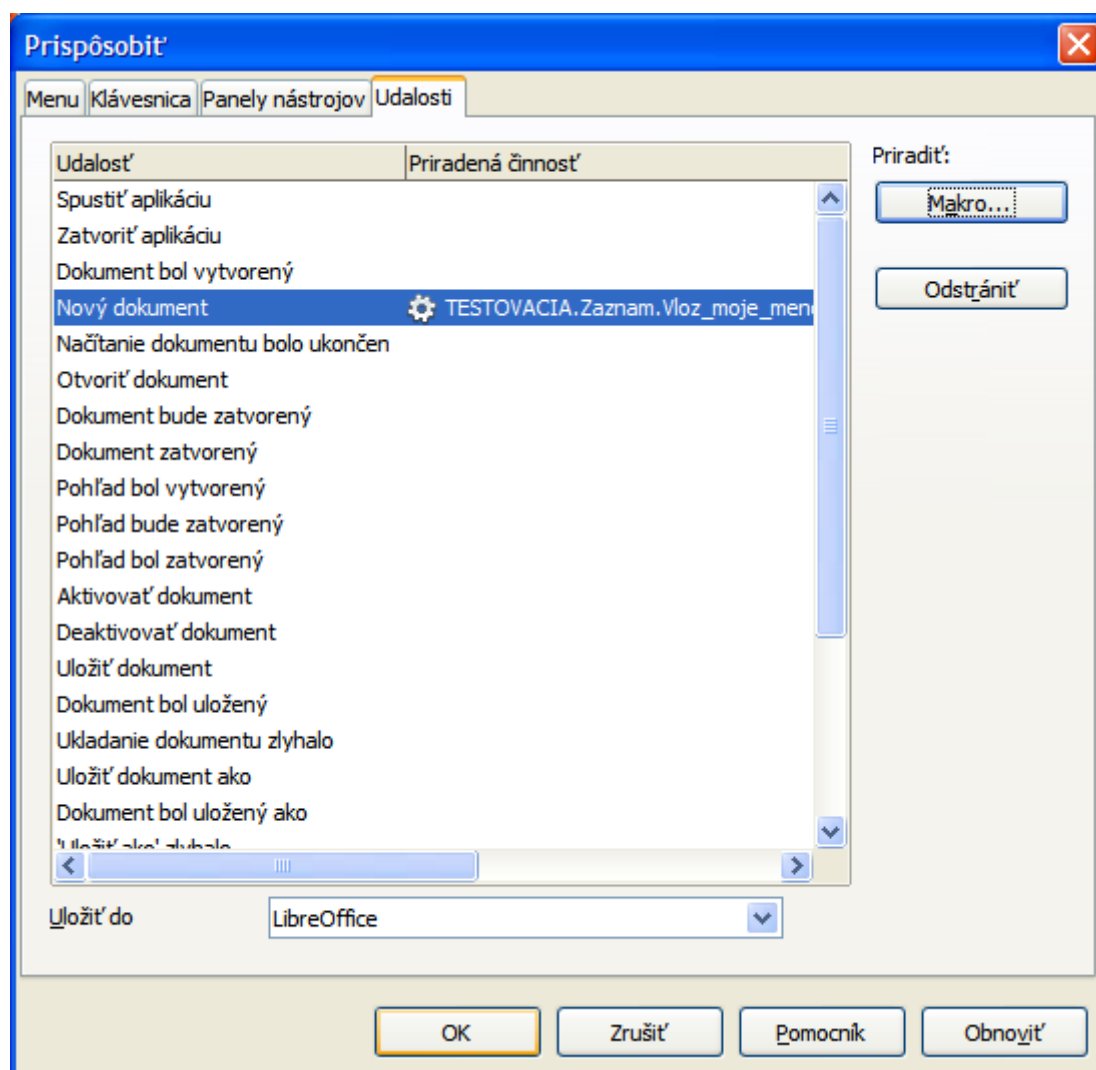 Prispôsobiť
Menu Klávesnica Panely nástrojov Udalosti
Udalosť Priradená činnosť
Priradiť:
Spustiť aplikáciu
Makro...
Zatvoriť aplikáciu
Dokument bol vytvorený
Odstrániť
Nový dokument TESTOVACIA.Zaznam.Vloz_moje_men
Načítanie dokumentu bolo ukončen
Otvoriť dokument
Dokument bude zatvorený
Dokument zatvorený
Pohľad bol vytvorený
Pohľad bude zatvorený
Pohľad bol zatvorený
Aktivovať dokument
Deaktivovať dokument
Uložiť dokument
Dokument bol uložený
Ukladanie dokumentu zlyhalo
Uložiť dokument ako
Dokument bol uložený ako
'Uložiť ako' zlyhalo
Uložiť do LibreOffice
OK Zrušiť Pomocník Obnoviť